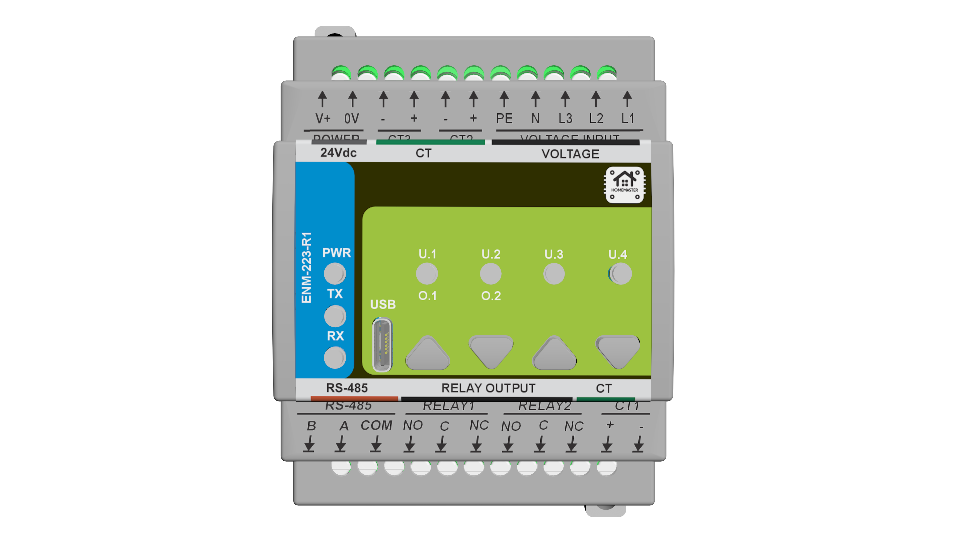 V+ 0V - + - + PE N L3 L2 L1
POWER CT3 CT2 VOLTAGE INPUT
24Vdc CT VOLTAGE
HOMEMASTER
ENM-223-R1
PWR
TX
RX
USB
U.1 U.2 U.3 U.4
O.1 O.2
RS-485 RELAY OUTPUT CT
RS-485 RELAY1 RELAY2 CT1
B A COM NO C NC NO C NC + -